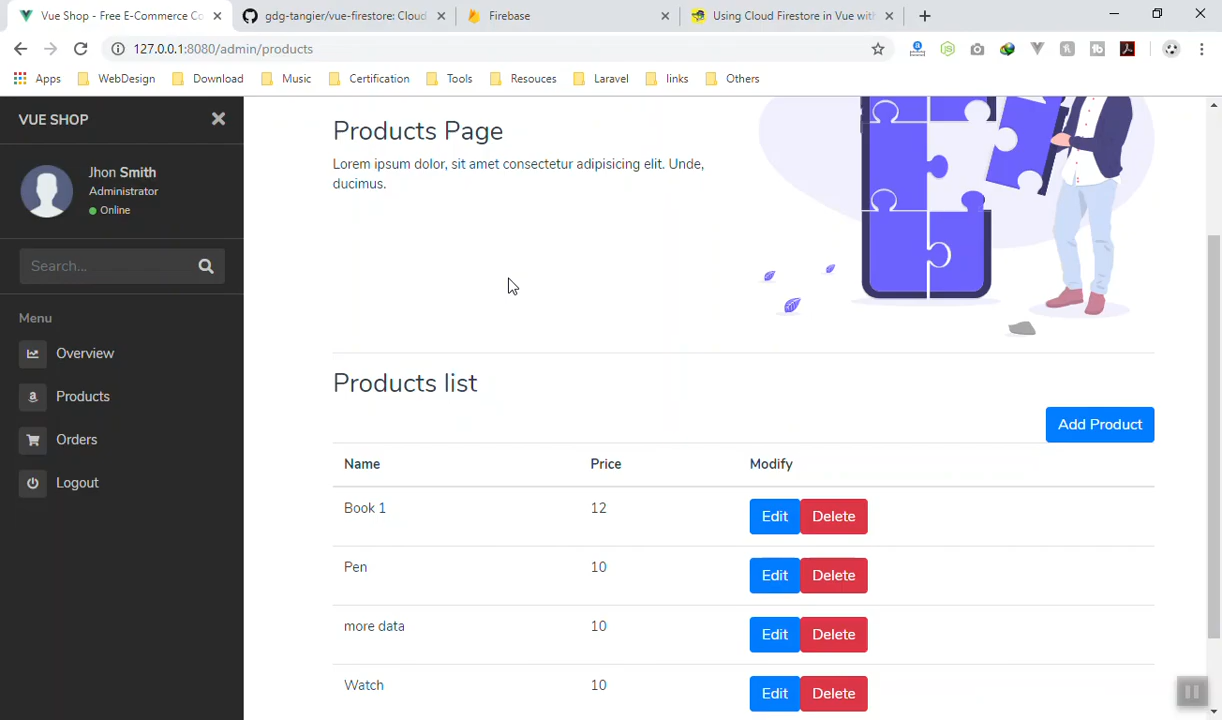 Vue Shop - Free E-Commerce Co
gdg-tangier/vue-firestore: Cloud
Firebase
Using Cloud Firestore in Vue with
127.0.0.1:8080/admin/products
Apps
WebDesign
Download
Music
Certification
Tools
Resouces
Laravel
links
Others
VUE SHOP
Jhon Smith
Administrator
Online
Search...
Menu
Overview
Products
Orders
Logout
Products Page
Lorem ipsum dolor, sit amet consectetur adipisicing elit. Unde,
ducimus.
Products list
Add Product
Name Price Modify
Book 1 12 Edit Delete
Pen 10 Edit Delete
more data 10 Edit Delete
Watch 10 Edit Delete